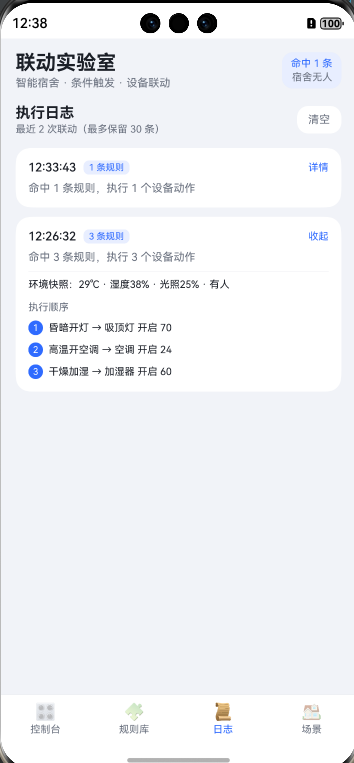 12:38
100
联动实验室
命中 1 条
智能宿舍 · 条件触发 · 设备联动
宿舍无人
执行日志
最近 2 次联动（最多保留 30 条）
清空
12:33:43
1 条规则
详情
命中 1 条规则，执行 1 个设备动作
12:26:32
3 条规则
收起
命中 3 条规则，执行 3 个设备动作
环境快照：29℃ · 湿度38% · 光照25% · 有人
执行顺序
1 昏暗开灯 → 吸顶灯 开启 70
2 高温开空调 → 空调 开启 24
3 干燥加湿 → 加湿器 开启 60
控制台
规则库
日志
场景